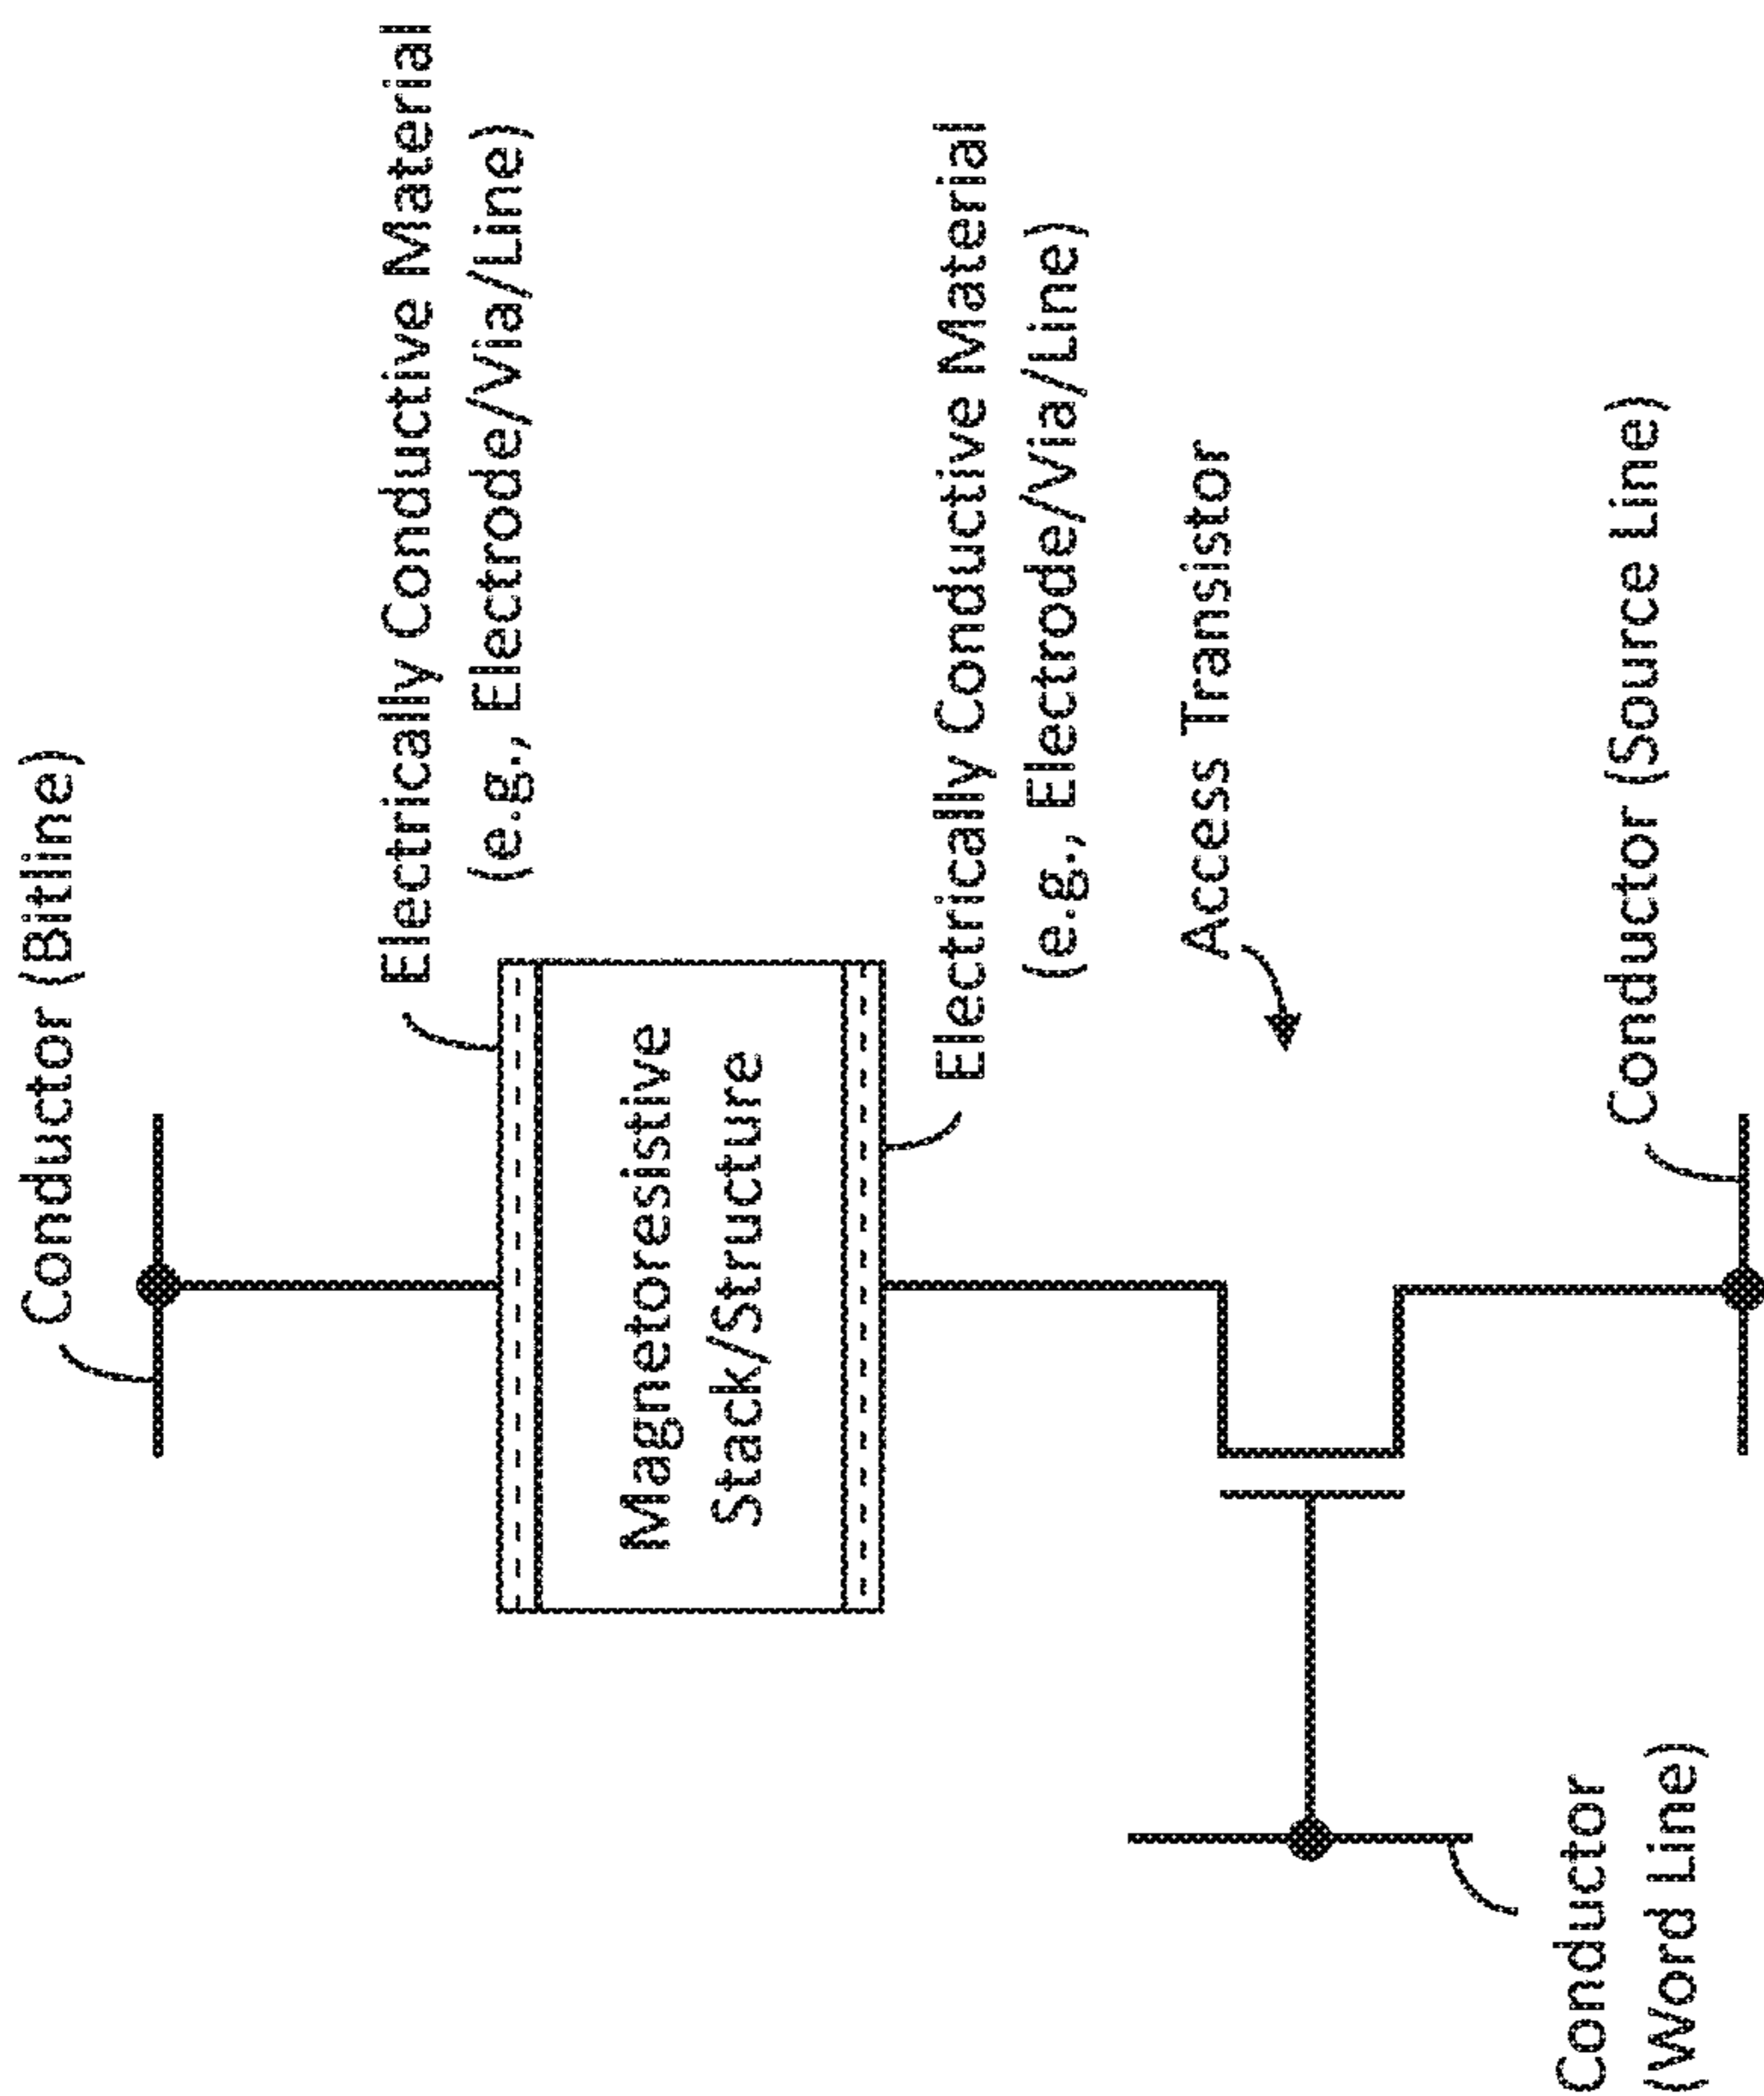 Conductor (Bitline)
Electrically Conductive Material
(e.g., Electrode/Via/Line)
Magnetoresistive
Stack/Structure
Electrically Conductive Material
(e.g., Electrode/Via/Line)
Access Transistor
Conductor
(Word Line)
Conductor (Source Line)